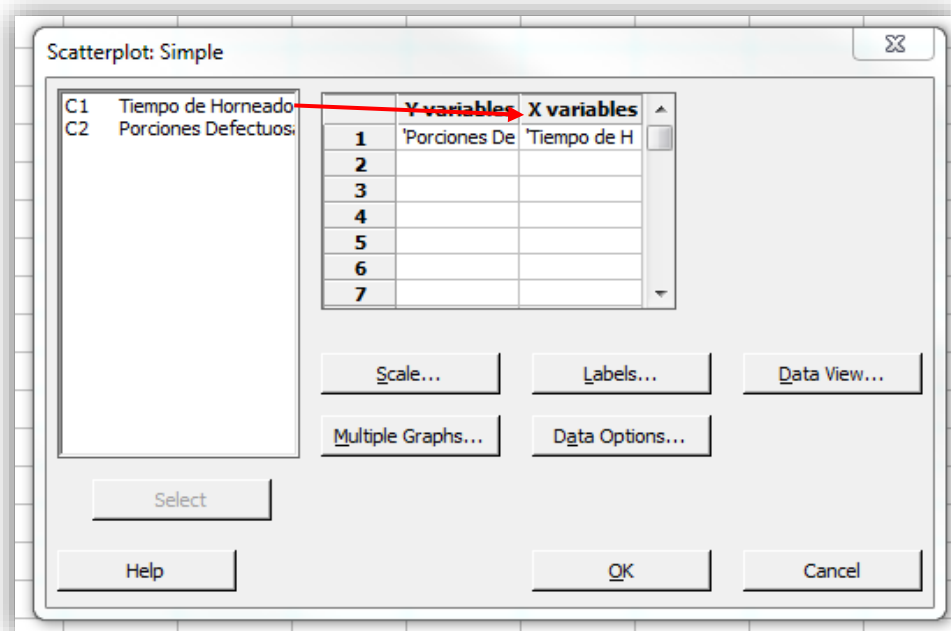 Scatterplot: Simple
C1 Tiempo de Horneado
C2 Porciones Defectuosa
Y variables X variables
1 'Porciones De 'Tiempo de H
2
3
4
5
6
7
Scale... Labels... Data View...
Multiple Graphs... Data Options...
Select
Help OK Cancel